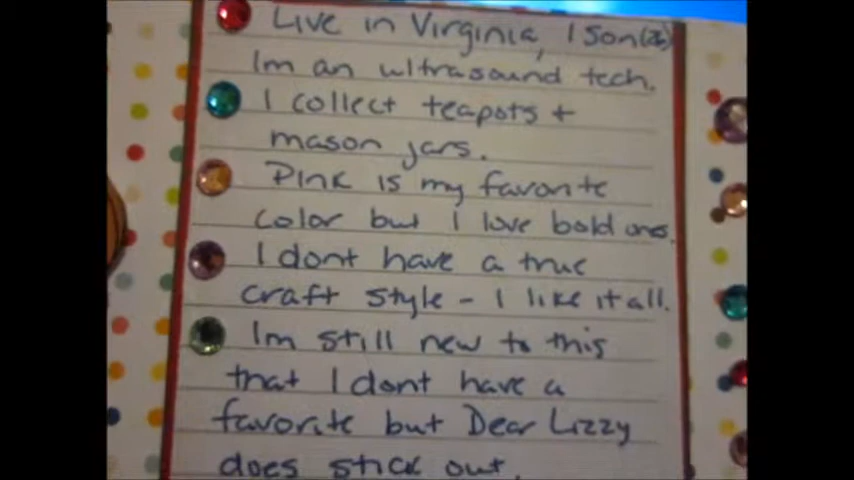 Live in Virginia, 1 Son(26)
Im an ultrasound tech.
I collect teapots +
mason jars.
Pink is my favorite
color but I love bold ones.
I dont have a true
craft style - I like it all.
Im still new to this
that I dont have a
favorite but Dear Lizzy
does stick out.